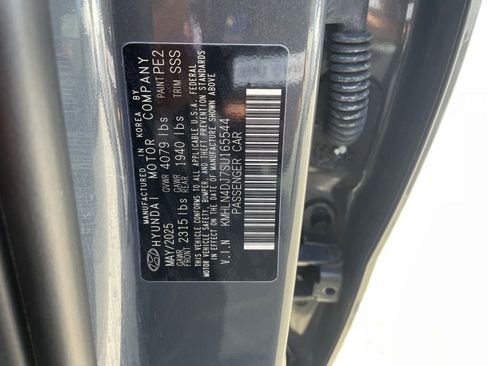 MANUFACTURED IN KOREA BY
HYUNDAI MOTOR COMPANY
MAY/2025 GVWR 4079 lbs PAINT PE2
GAWR FRONT 2315 lbs GAWR REAR 1940 lbs TRIM SSS
THIS VEHICLE CONFORMS TO ALL APPLICABLE U.S.A. FEDERAL
MOTOR VEHICLE SAFETY, BUMPER, AND THEFT PREVENTION STANDARDS
IN EFFECT ON THE DATE OF MANUFACTURE SHOWN ABOVE
V.I.N KMHLN4DJ7SU165544
PASSENGER CAR